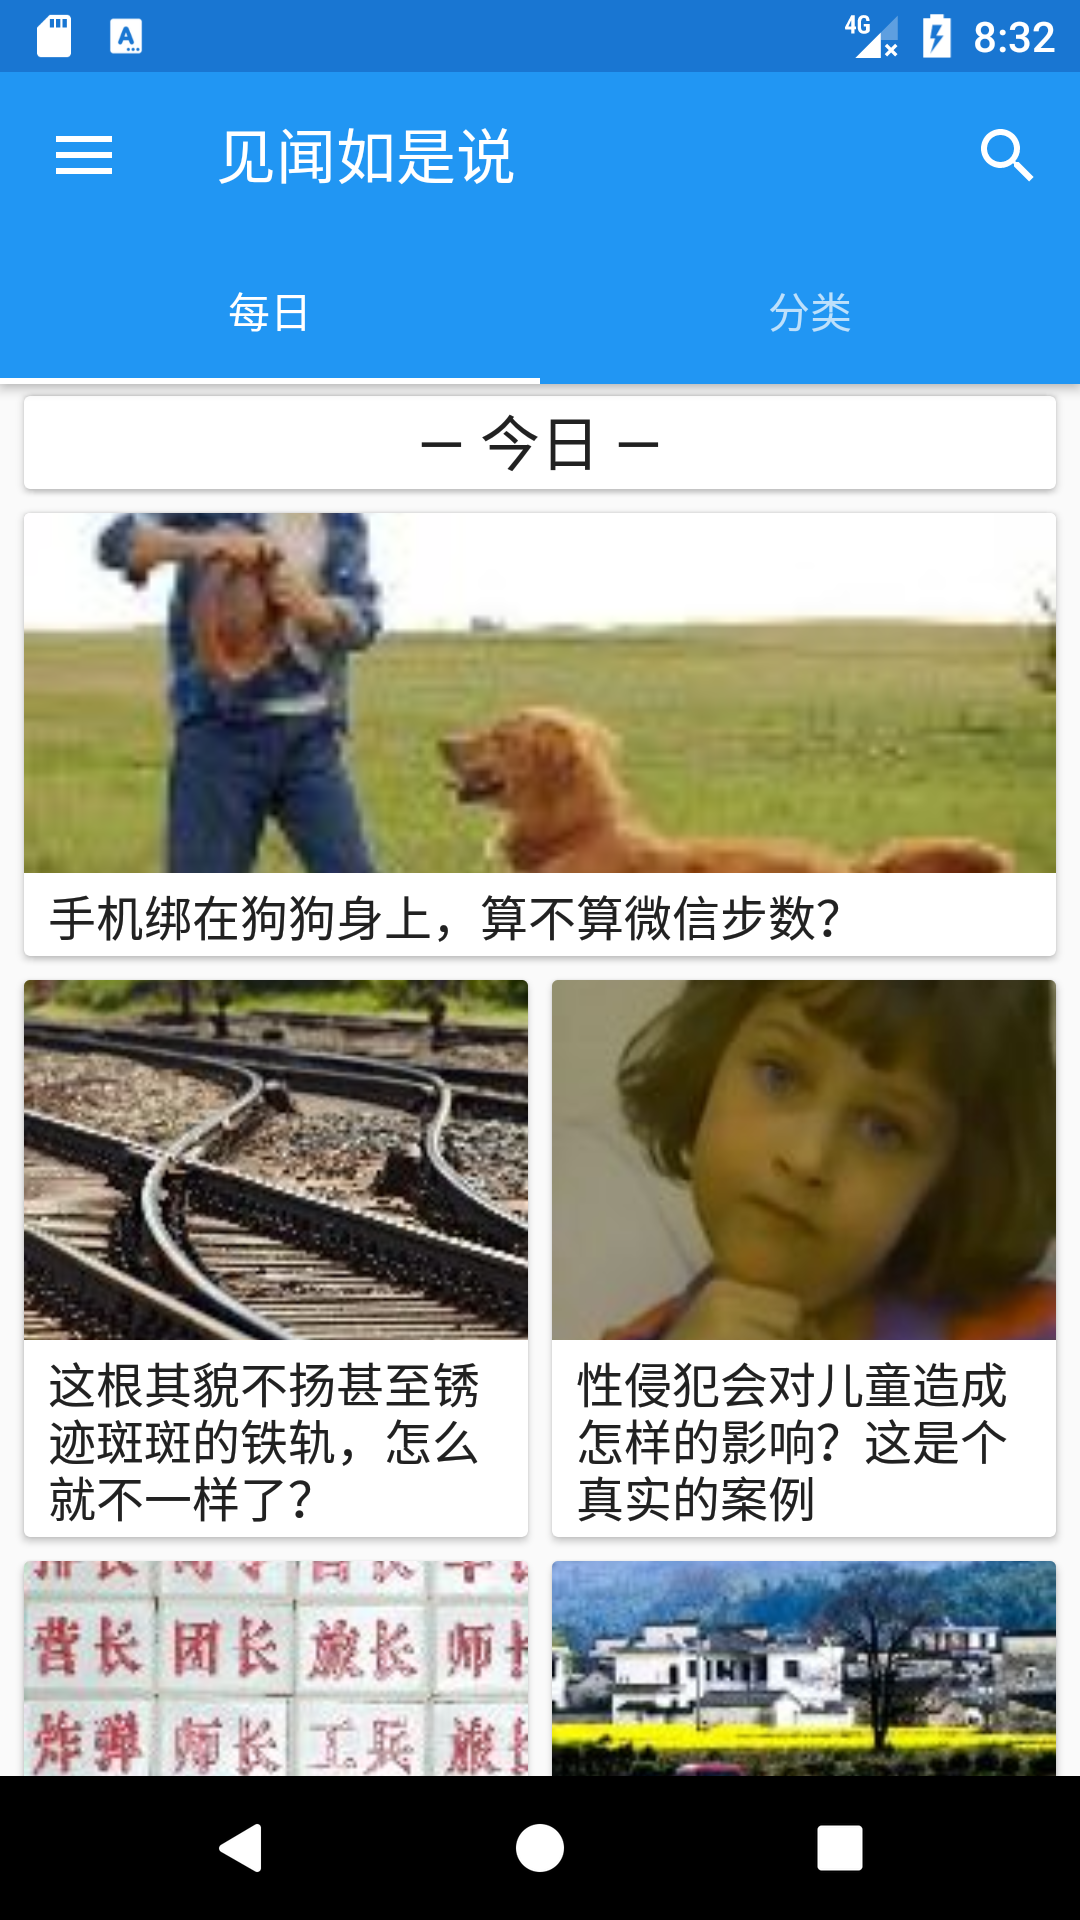 8:32
4G
见闻如是说
每日
分类
– 今日 –
手机绑在狗狗身上，算不算微信步数？
这根其貌不扬甚至锈
迹斑斑的铁轨，怎么
就不一样了？
性侵犯会对儿童造成
怎样的影响？这是个
真实的案例
营长 团长 旅长 师长
炸弹 师长 工兵 旅长